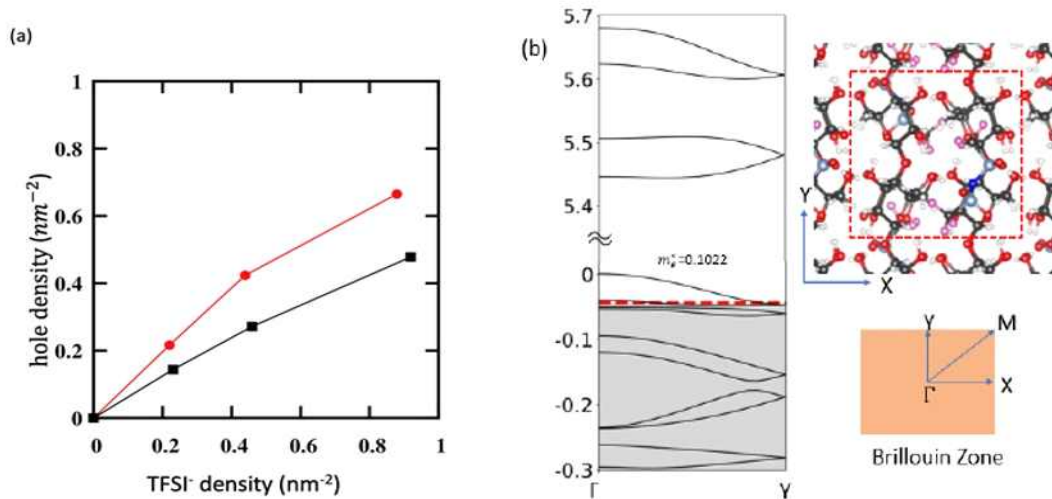 (a)
hole density (nm⁻²)
1
0.8
0.6
0.4
0.2
0
0 0.2 0.4 0.6 0.8 1
TFSI⁻ density (nm⁻²)
(b)
5.7
5.6
5.5
5.4
0
-0.1
-0.2
-0.3
=0.1022
Γ Y
Y
X
Y M
Γ X
Brillouin Zone